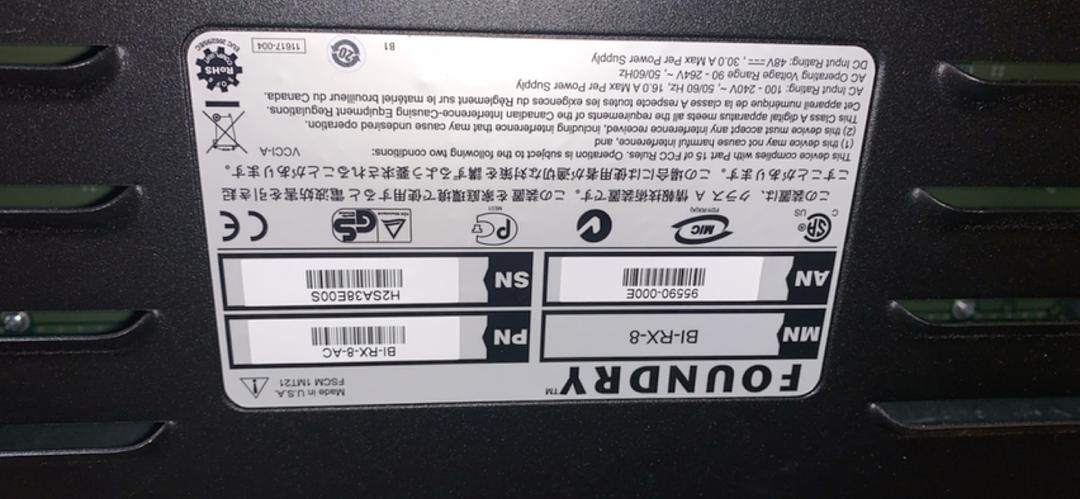 FOUNDRY™
Made in U.S.A.
FSCM 1MT21
MN BI-RX-8
PN BI-RX-8-AC
AN 95590-000E
SN H2SA38E00S
C SP® US
MIC
PCT
ME01
GS
CE
この装置は、クラス A 情報技術装置です。この装置を家庭環境で使用すると電波妨害を引き起
こすことがあります。この場合には使用者が適切な対策を講ずるよう要求されることがあります。
VCCI-A
This device complies with Part 15 of FCC Rules. Operation is subject to the following two conditions:
(1) this device may not cause harmful interference, and
(2) this device must accept any interference received, including interference that may cause undesired operation.
This Class A digital apparatus meets all the requirements of the Canadian Interference-Causing Equipment Regulations.
Cet appareil numérique de la classe A respecte toutes les exigences du Règlement sur le matériel brouilleur du Canada.
AC Input Rating: 100 - 240V ~, 50/60 Hz, 16.0 A Max Per Power Supply
AC Operating Voltage Range 90 - 264V ~, 50/60Hz
DC Input Rating: 48V⎓, 30.0 A Max Per Power Supply
RoHS
20
11617-004
B1